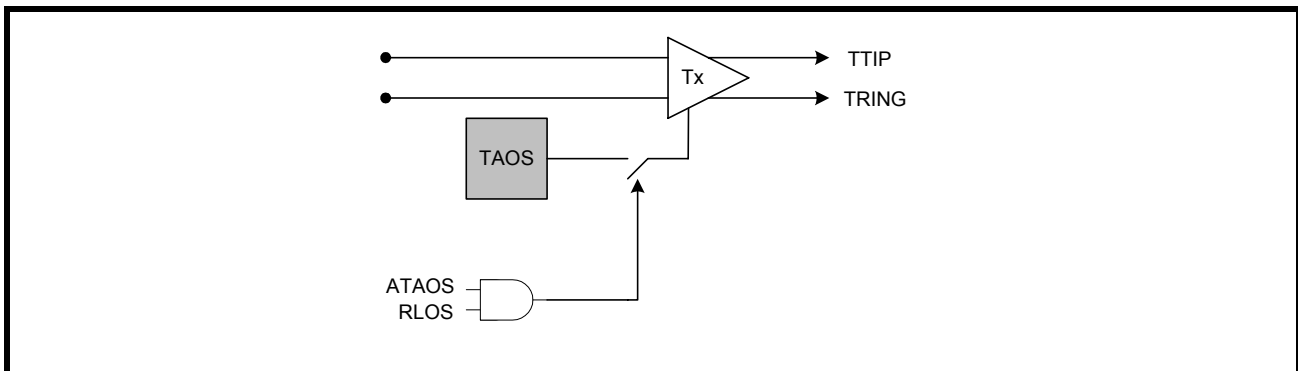 TTIP
Tx
TRING
TAOS
ATAOS
RLOS